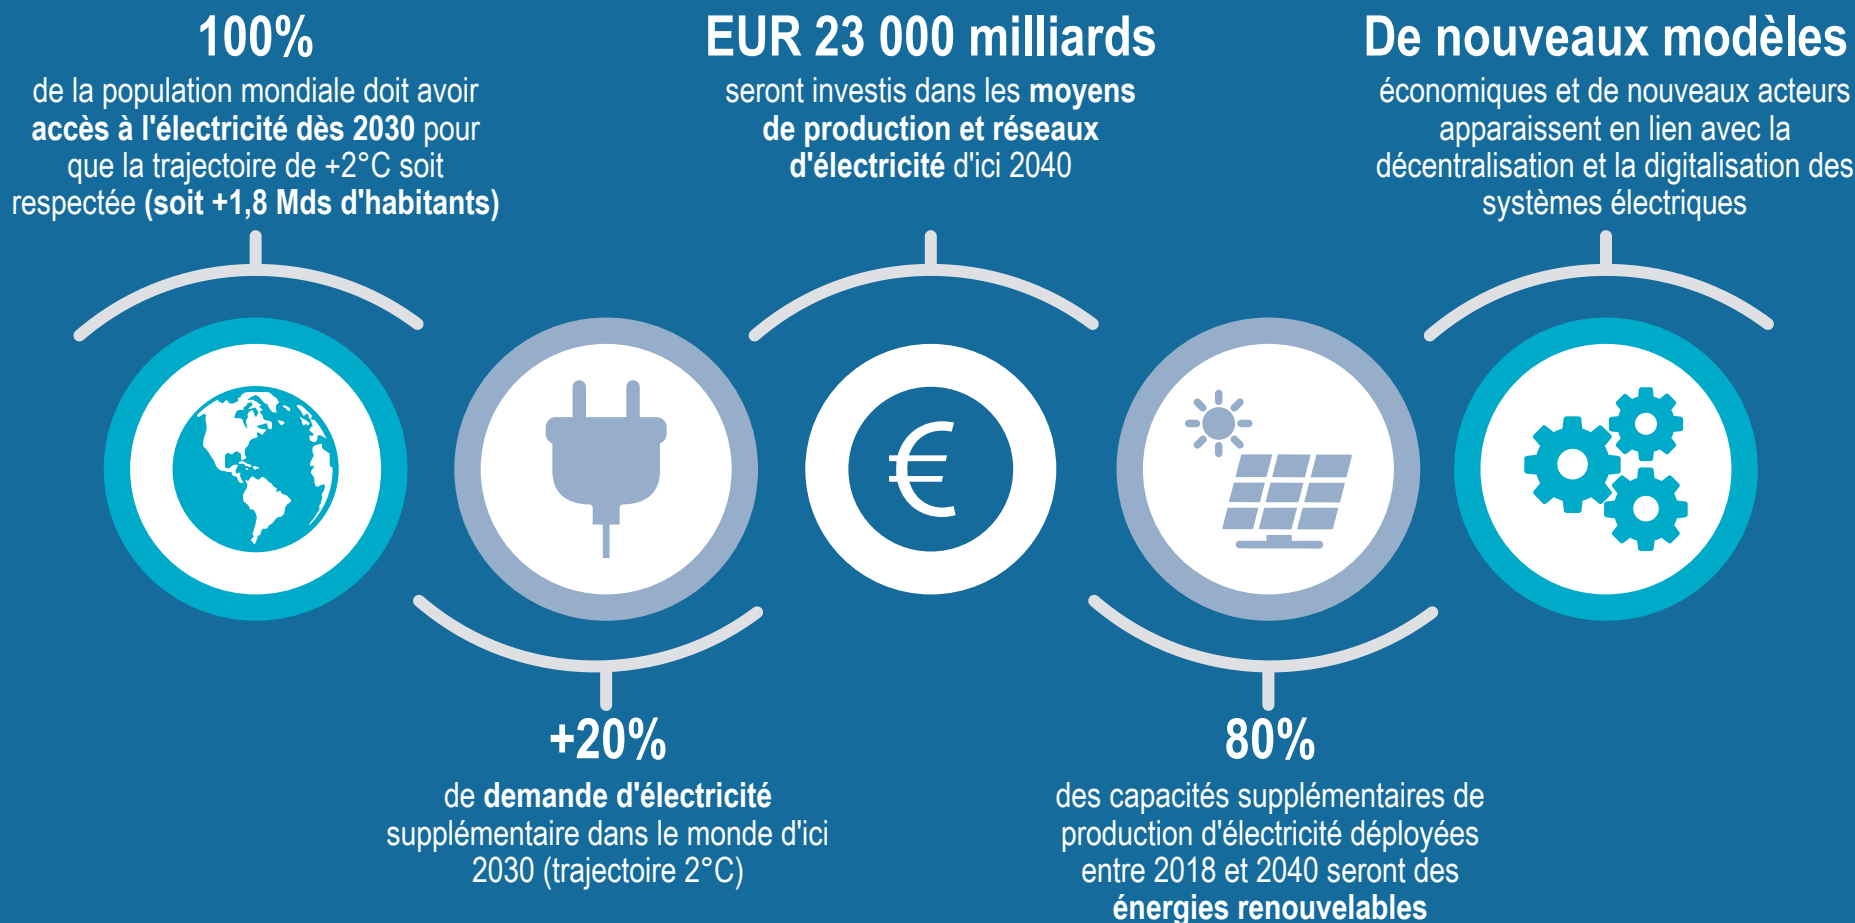 100%
de la population mondiale doit avoir
accès à l'électricité dès 2030 pour
que la trajectoire de +2°C soit
respectée (soit +1,8 Mds d'habitants)
+20%
de demande d'électricité
supplémentaire dans le monde d'ici
2030 (trajectoire 2°C)
EUR 23 000 milliards
seront investis dans les moyens
de production et réseaux
d'électricité d'ici 2040
€
80%
des capacités supplémentaires de
production d'électricité déployées
entre 2018 et 2040 seront des
énergies renouvelables
De nouveaux modèles
économiques et de nouveaux acteurs
apparaissent en lien avec la
décentralisation et la digitalisation des
systèmes électriques